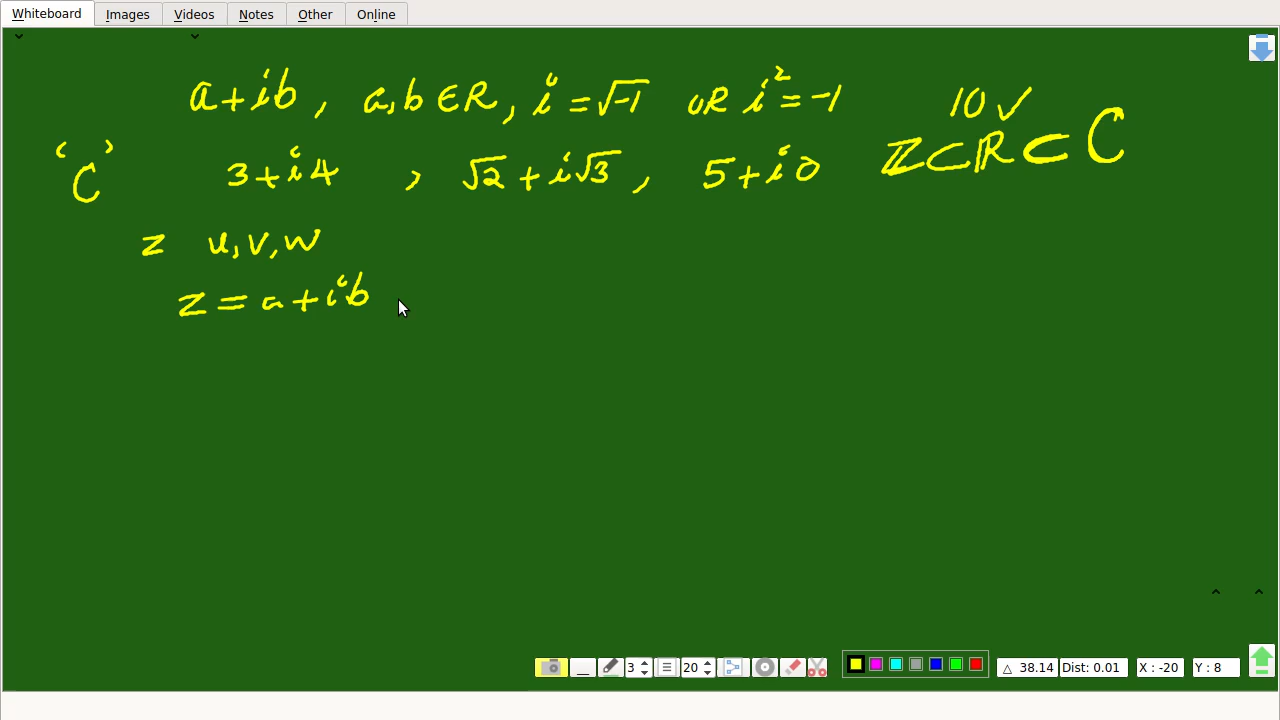 Whiteboard Images Videos Notes Other Online
a+ib, a,b ∈ R, i = √-1 OR i² = -1
10 ✓
ℤ ⊂ ℝ ⊂ C
'C' 3+i4 , √2 + i√3, 5+i0
z u, v, w
z = a+ib
3 20 △ 38.14 Dist: 0.01 X : -20 Y : 8